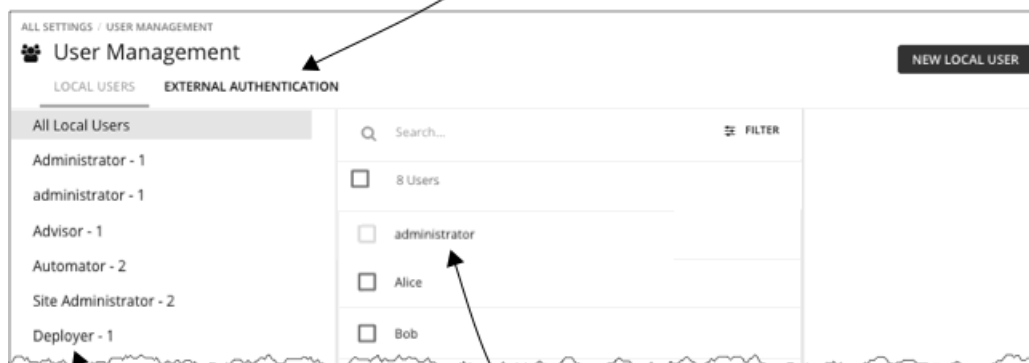 ALL SETTINGS / USER MANAGEMENT
User Management
NEW LOCAL USER
LOCAL USERS EXTERNAL AUTHENTICATION
All Local Users
Administrator - 1
administrator - 1
Advisor - 1
Automator - 2
Site Administrator - 2
Deployer - 1
Search...
FILTER
8 Users
administrator
Alice
Bob